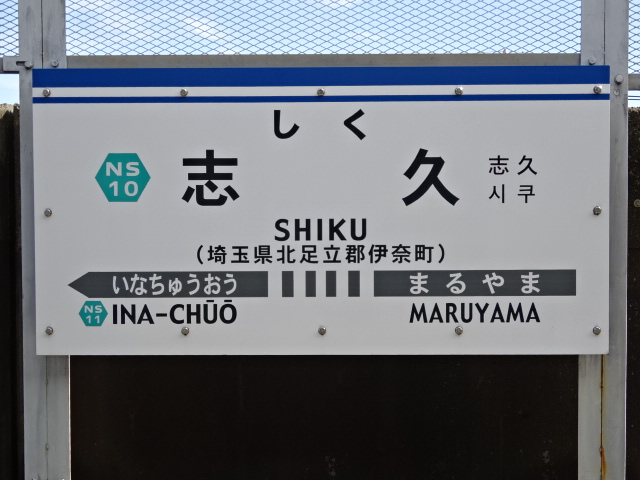 しく
NS
10
志久
志久
시구
SHIKU
(埼玉県北足立郡伊奈町)
いなちゅうおう
まるやま
NS
11
INA-CHŪŌ
MARUYAMA